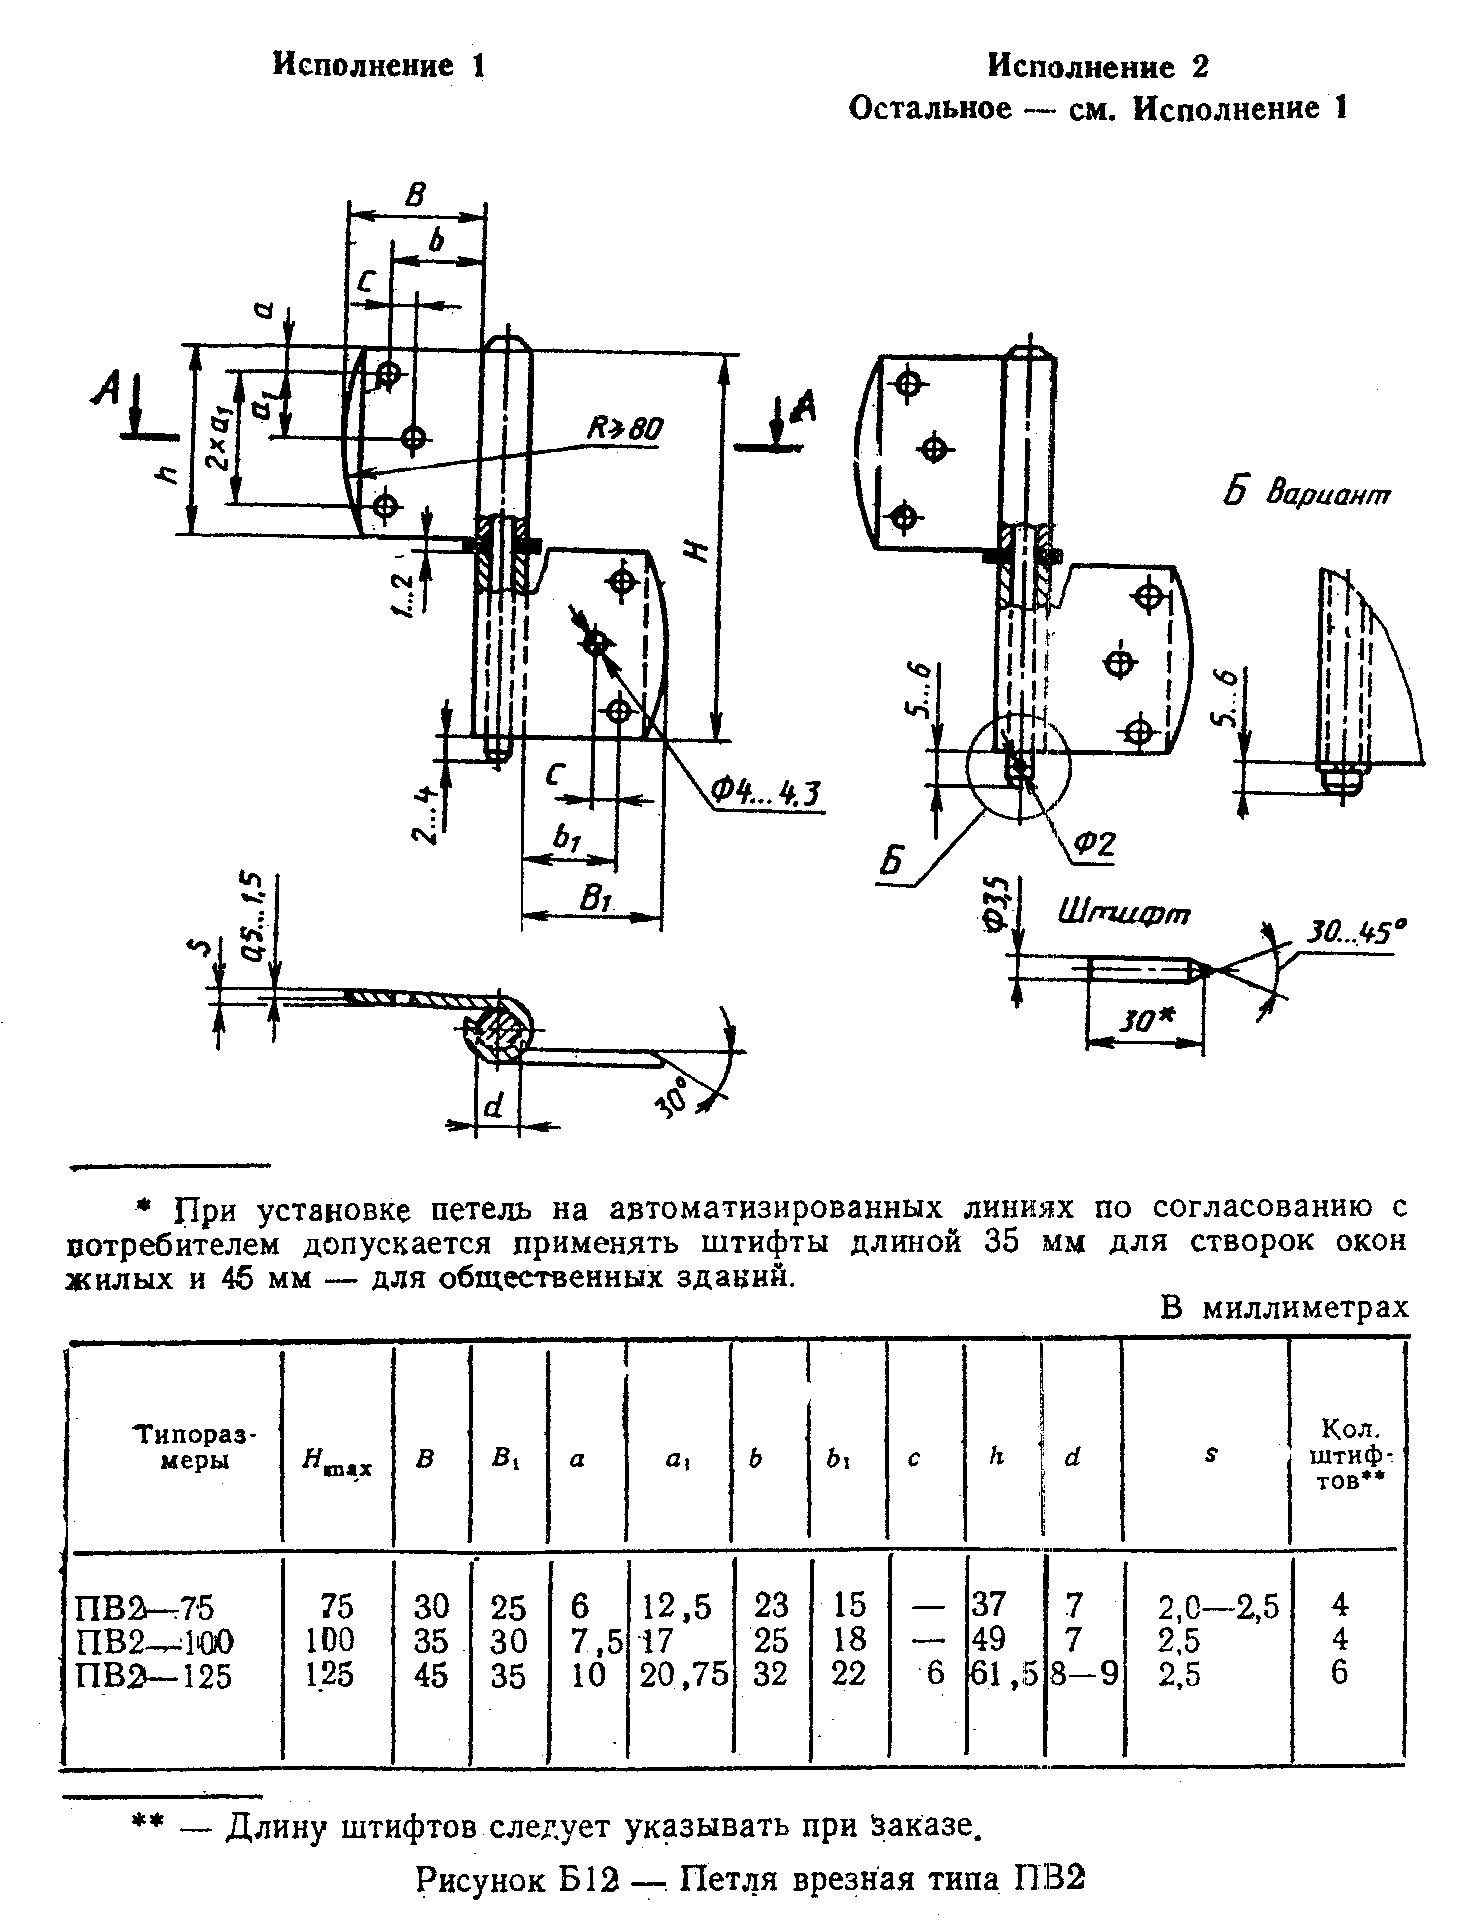 Исполнение 1
Исполнение 2
Остальное — см. Исполнение 1
B
b
C
a
A
h
2×a₁
a₁
R⩾80
A
H
1...2
2...4
C
b₁
B₁
Ф4...4,3
S
0,5...1,5
d
30°
5...6
Б
Ф2
Б Вариант
5...6
Штифт
Ф3,5
30*
30...45°
* При установке петель на автоматизированных линиях по согласованию с
потребителем допускается применять штифты длиной 35 мм для створок окон
жилых и 45 мм — для общественных зданий.
В миллиметрах
Типораз-
меры
Hmax
B
B₁
a
a₁
b
b₁
c
h
d
s
Кол.
штиф-
тов**
ПВ2—75 75 30 25 6 12,5 23 15 — 37 7 2,0—2,5 4
ПВ2—100 100 35 30 7,5 17 25 18 — 49 7 2,5 4
ПВ2—125 125 45 35 10 20,75 32 22 6 61,5 8—9 2,5 6
** — Длину штифтов следует указывать при заказе.
Рисунок Б12 — Петля врезная типа ПВ2